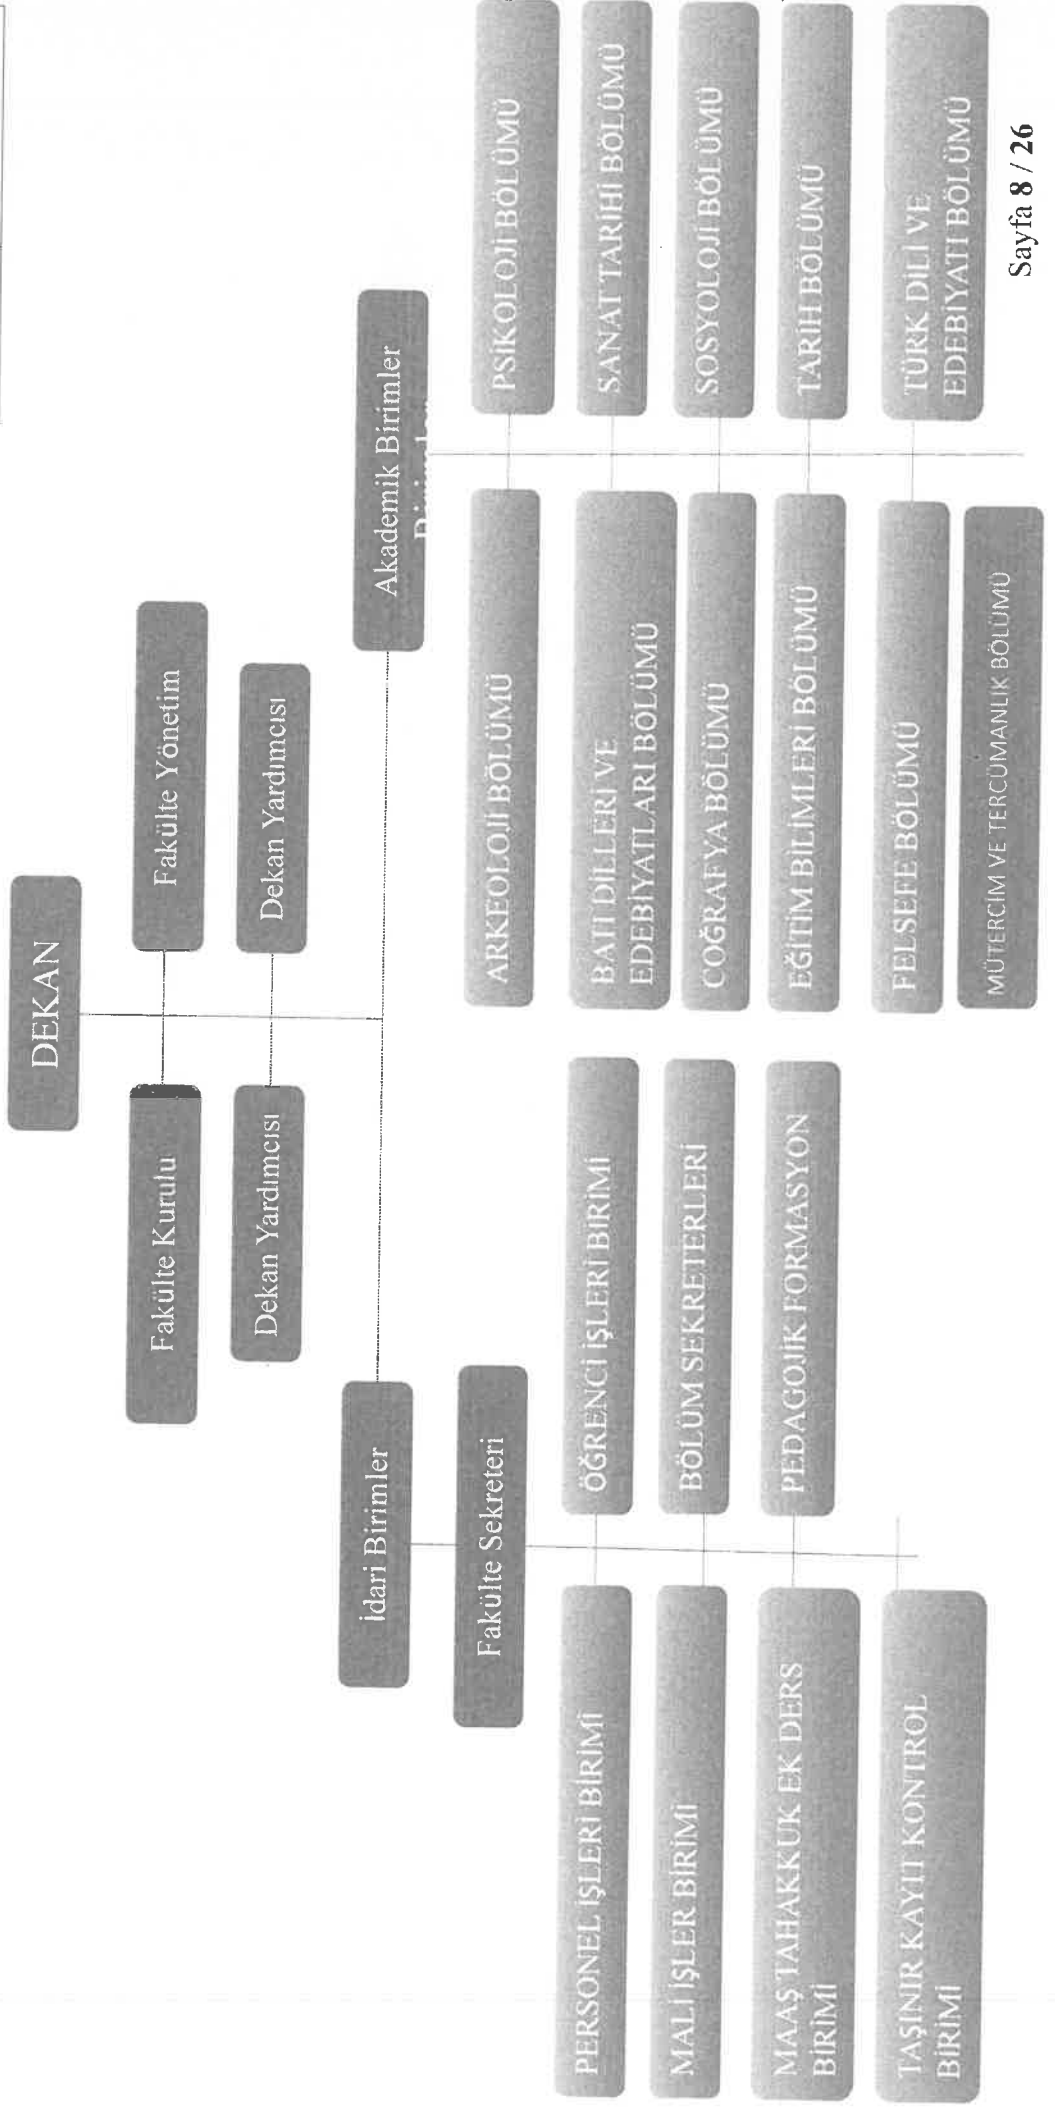 DEKAN
Fakülte Kurulu
Fakülte Yönetim
Dekan Yardımcısı
Dekan Yardımcısı
İdari Birimler
Akademik Birimler
Fakülte Sekreteri
PERSONEL İŞLERİ BİRİMİ
ÖĞRENCİ İŞLERİ BİRİMİ
MALİ İŞLER BİRİMİ
BÖLÜM SEKRETERLERİ
MAAŞ TAHAKKUK EK DERS
BİRİMİ
PEDAGOJİK FORMASYON
TAŞINIR KAYIT KONTROL
BİRİMİ
ARKEOLOJİ BÖLÜMÜ
PSİKOLOJİ BÖLÜMÜ
BATI DİLLERİ VE
EDEBİYATLARI BÖLÜMÜ
SANAT TARİHİ BÖLÜMÜ
COĞRAFYA BÖLÜMÜ
SOSYOLOJİ BÖLÜMÜ
EĞİTİM BİLİMLERİ BÖLÜMÜ
TARİH BÖLÜMÜ
FELSEFE BÖLÜMÜ
TÜRK DİLİ VE
EDEBİYATI BÖLÜMÜ
MÜTERCİM VE TERCÜMANLIK BÖLÜMÜ
Sayfa 8 / 26